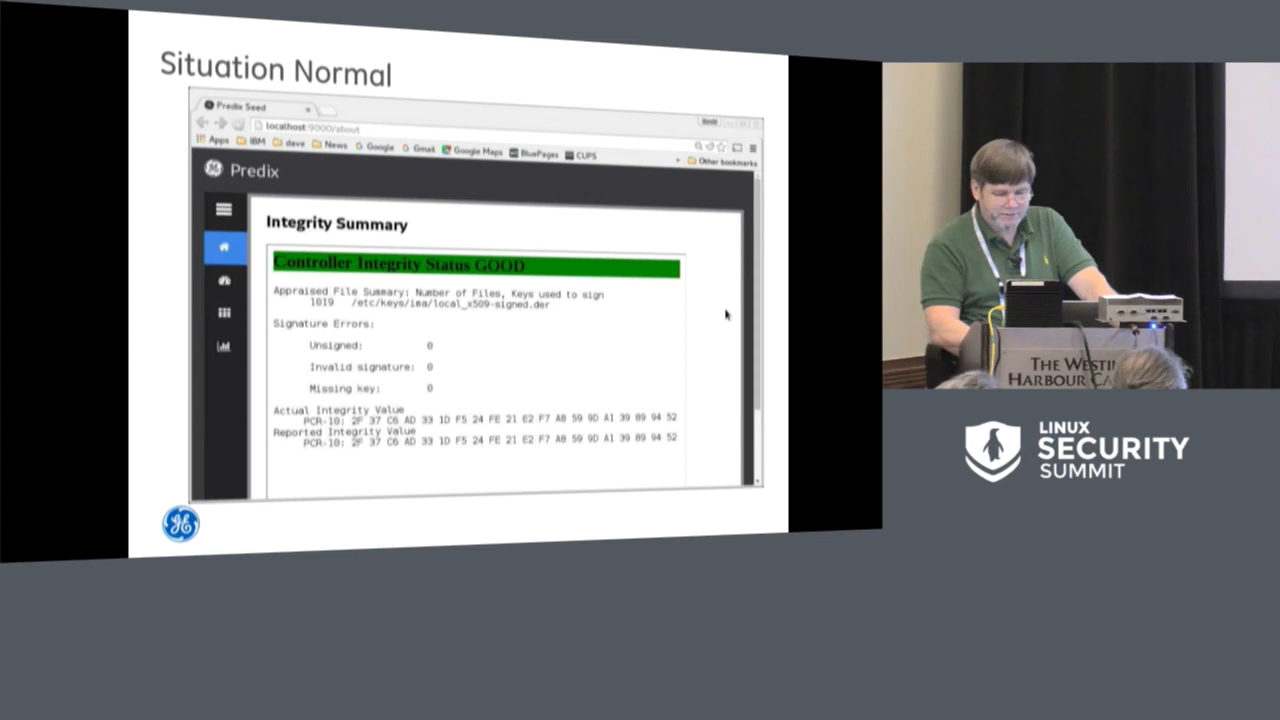 Situation Normal
Predix Seed
localhost:9000/about
Apps IBM dave News Google Gmail Google Maps BluePages CUPS
Other bookmarks
Predix
Integrity Summary
Controller Integrity Status GOOD
Appraised File Summary: Number of Files, Keys used to sign
1019 /etc/keys/ima/local_x509-signed.der
Signature Errors:
Unsigned: 0
Invalid signature: 0
Missing key: 0
Actual Integrity Value
PCR-10: 2F 37 C6 AD 33 1D F5 24 FE 21 E2 F7 A8 59 9D A1 39 89 94 52
Reported Integrity Value
PCR-10: 2F 37 C6 AD 33 1D F5 24 FE 21 E2 F7 A8 59 9D A1 39 89 94 52
GE
THE WESTIN
HARBOUR CA
LINUX
SECURITY
SUMMIT